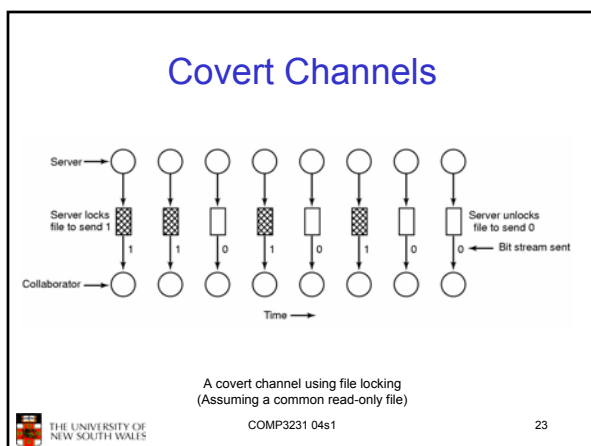 Covert Channels
Server
Server locks
file to send 1
Server unlocks
file to send 0
1 1 0 1 0 1 0 0
Bit stream sent
Collaborator
Time
A covert channel using file locking
(Assuming a common read-only file)
THE UNIVERSITY OF
NEW SOUTH WALES
COMP3231 04s1
23